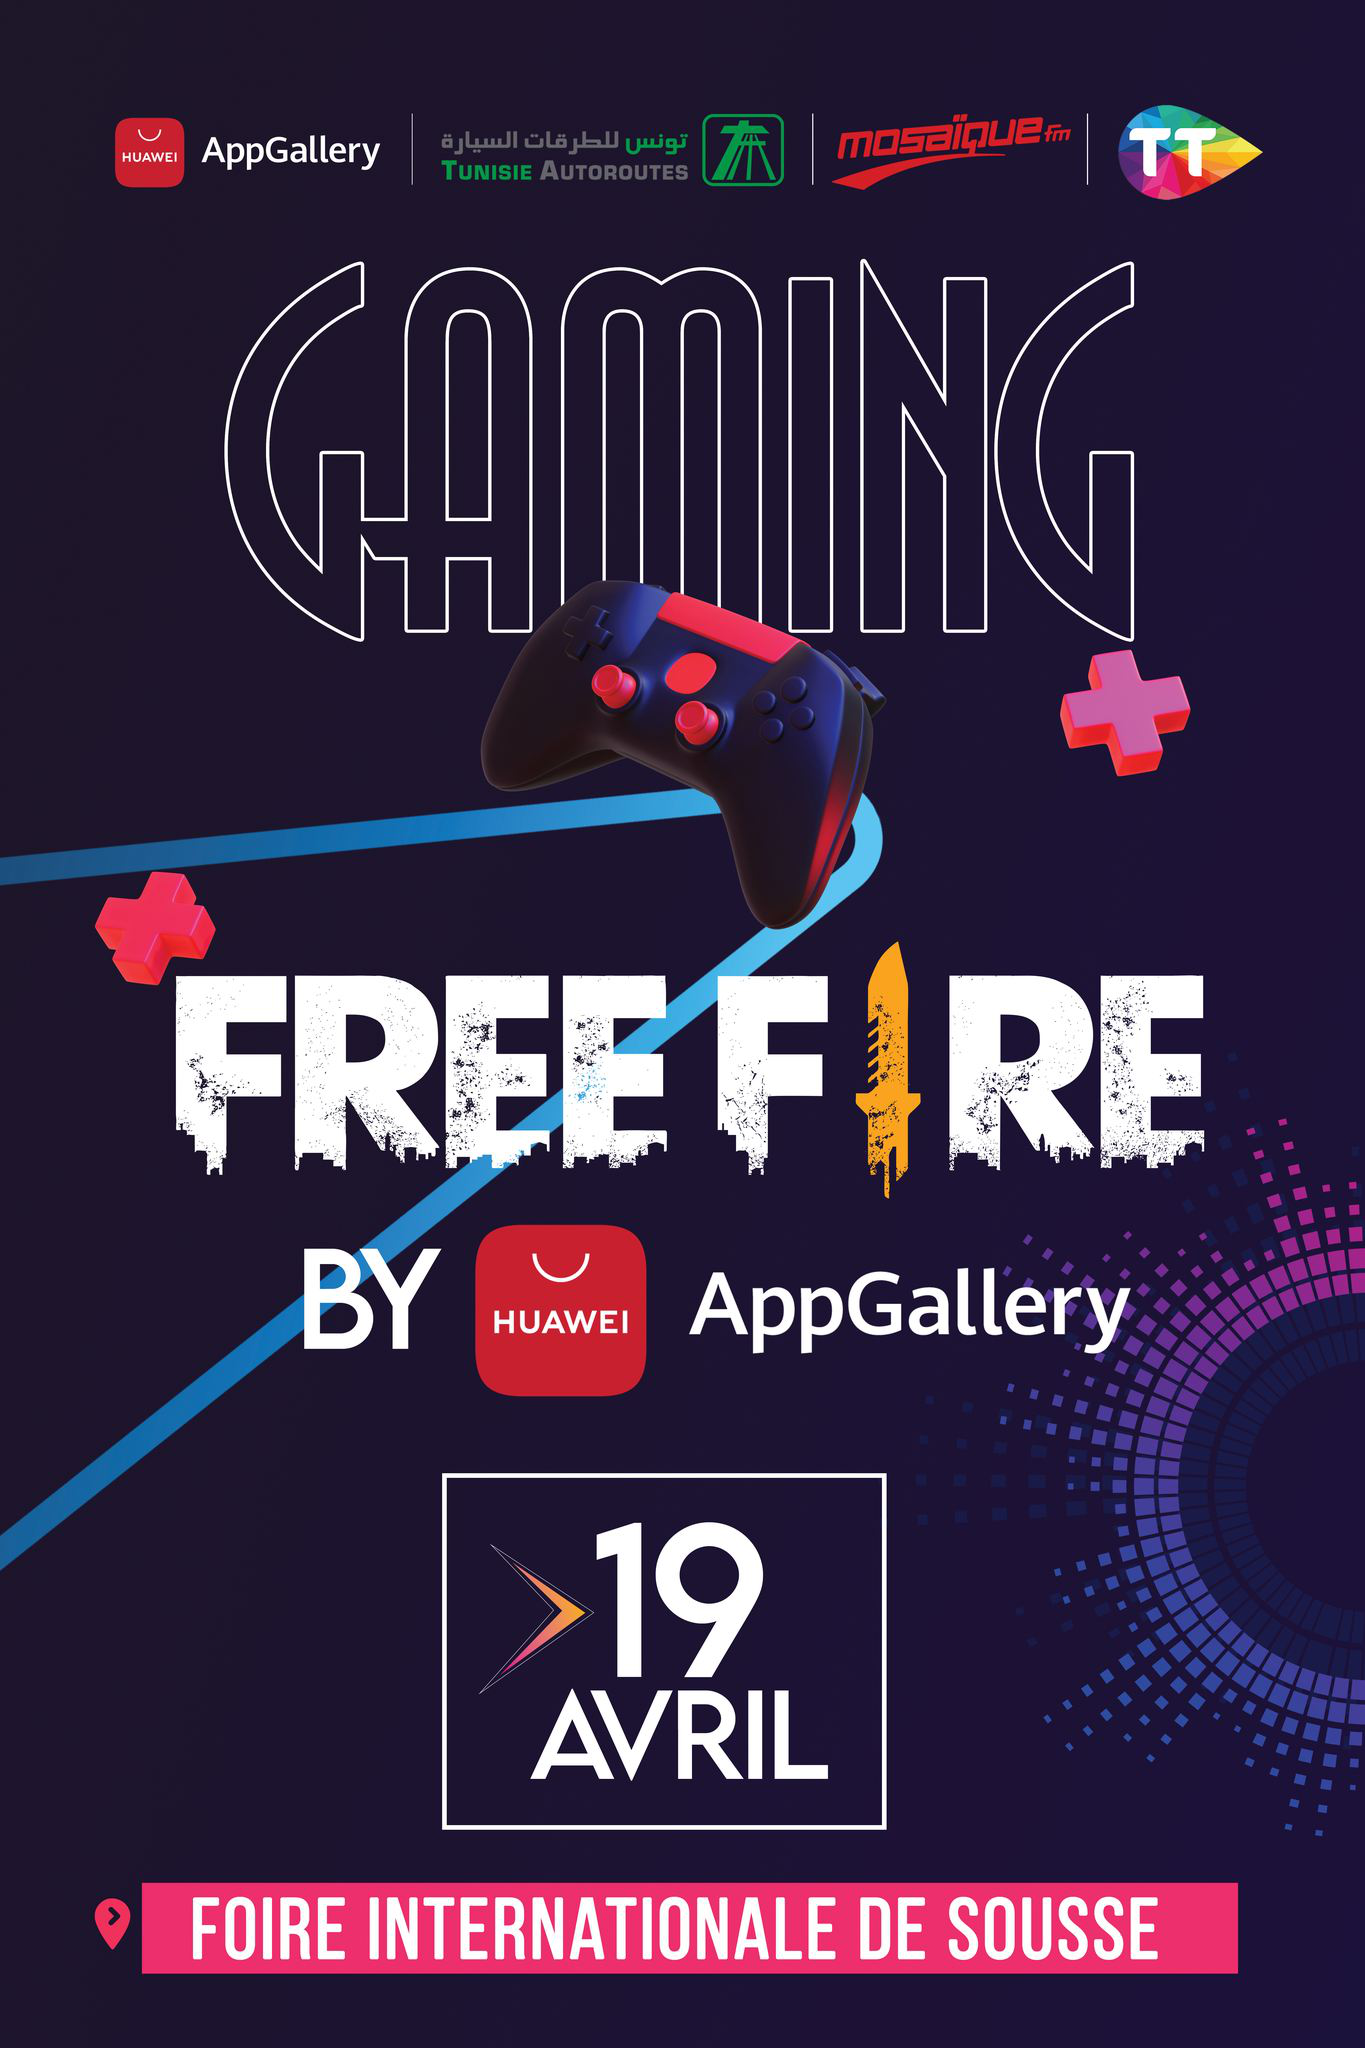 HUAWEI AppGallery
تونس للطرقات السيارة
TUNISIE AUTOROUTES
mosaïque fm
TT
GAMING
FREE FIRE
BY HUAWEI AppGallery
19
AVRIL
FOIRE INTERNATIONALE DE SOUSSE